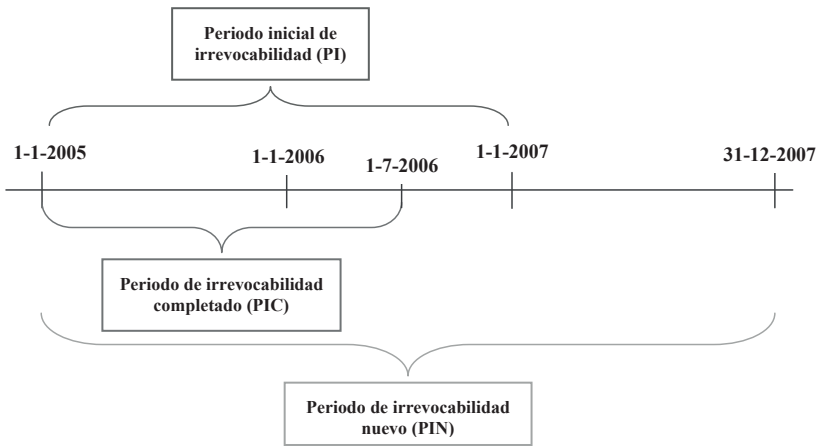 Periodo inicial de
irrevocabilidad (PI)
1-1-2005
1-1-2006
1-7-2006
1-1-2007
31-12-2007
Periodo de irrevocabilidad
completado (PIC)
Periodo de irrevocabilidad
nuevo (PIN)